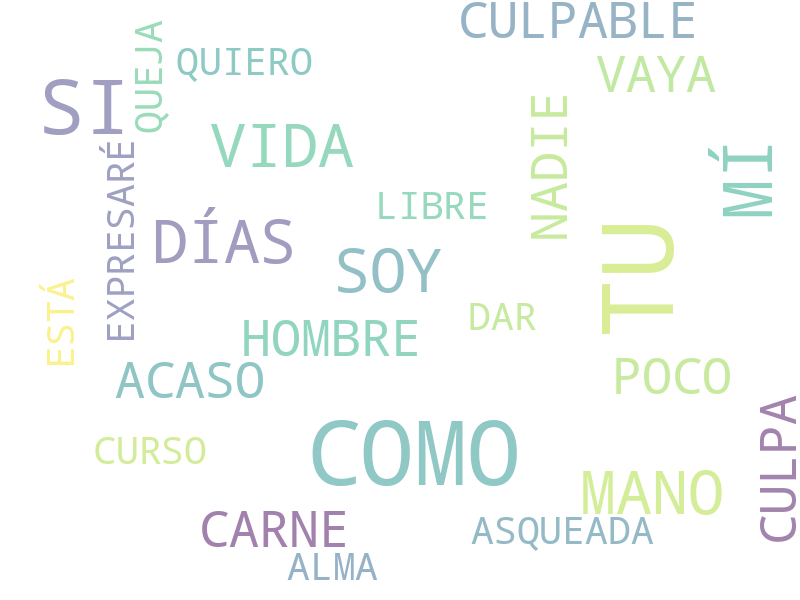 CULPABLE
QUEJA
QUIERO
VAYA
SI
VIDA
NADIE
MÍ
EXPRESARÉ
LIBRE
DÍAS
SOY
TU
ESTÁ
DAR
HOMBRE
ACASO
POCO
CULPA
COMO
CURSO
MANO
CARNE
ASQUEADA
ALMA